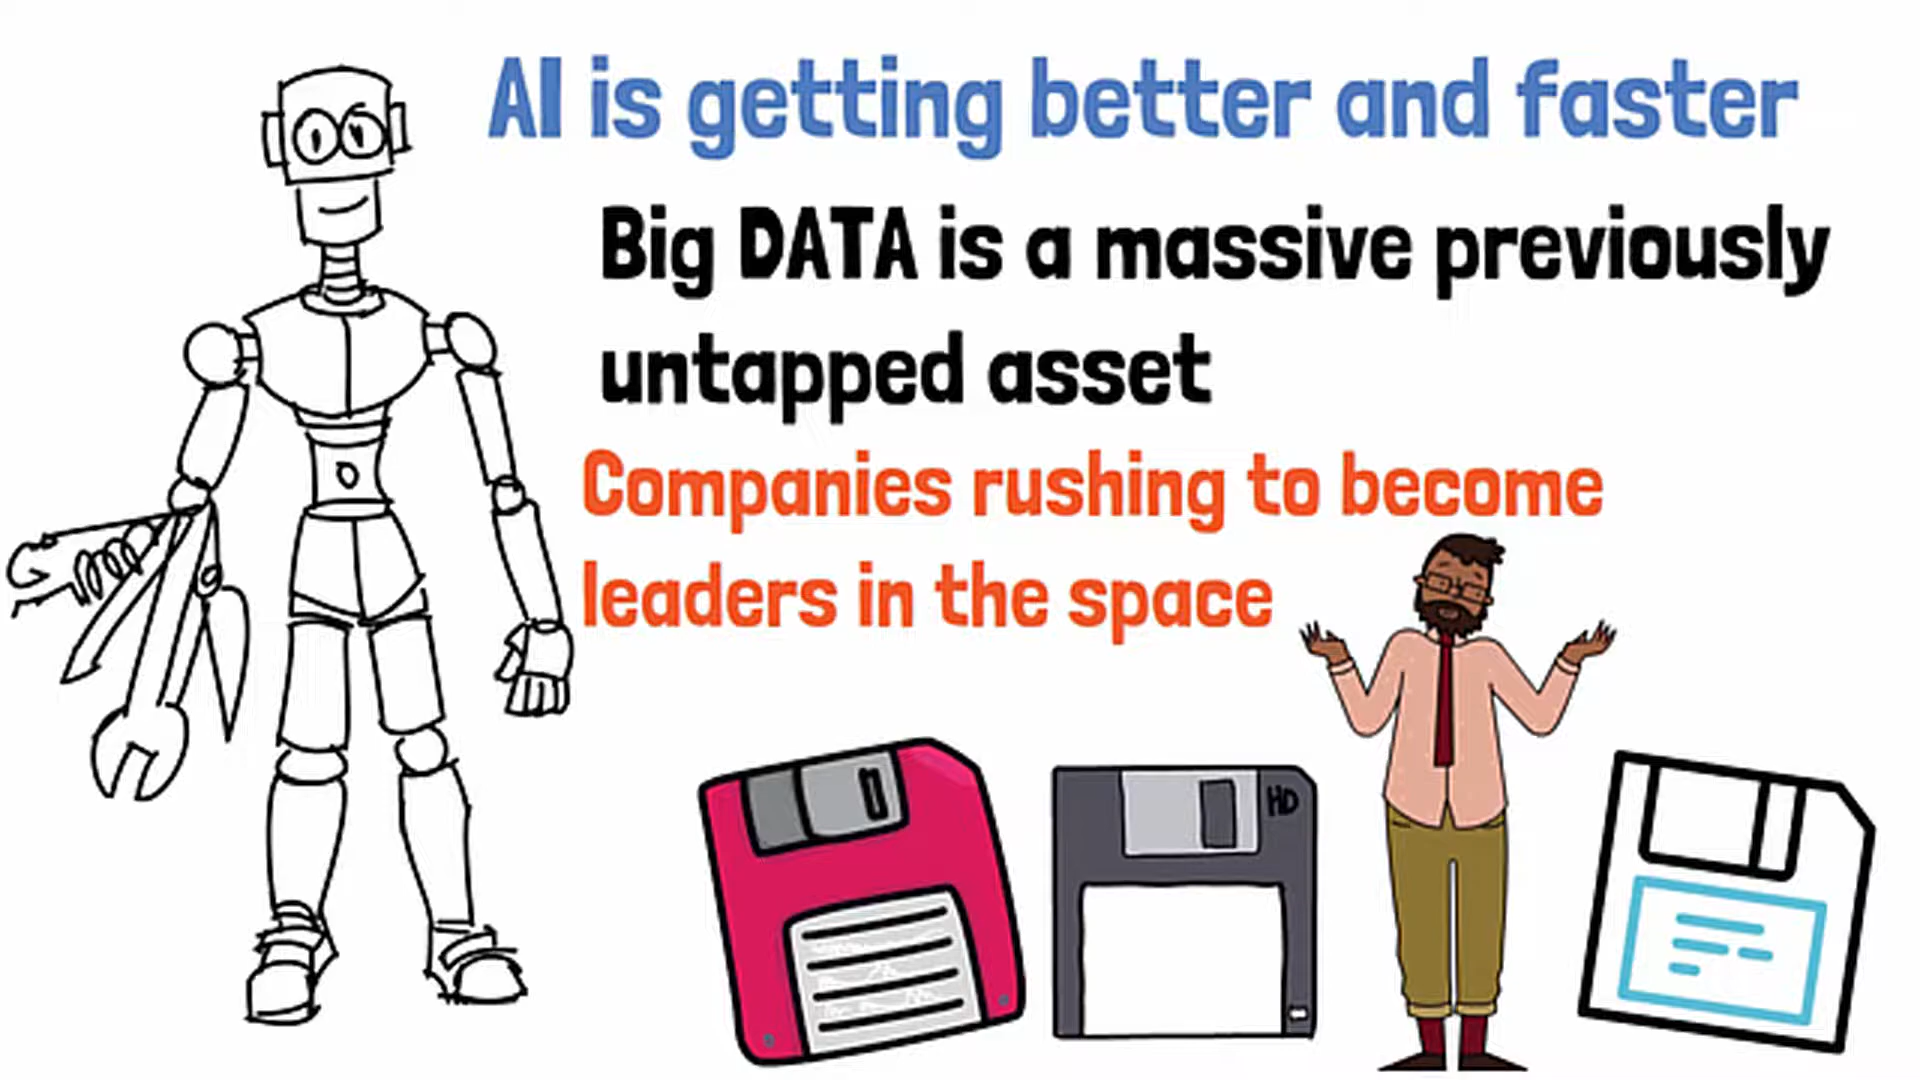 AI is getting better and faster
Big DATA is a massive previously
untapped asset
Companies rushing to become
leaders in the space
HD